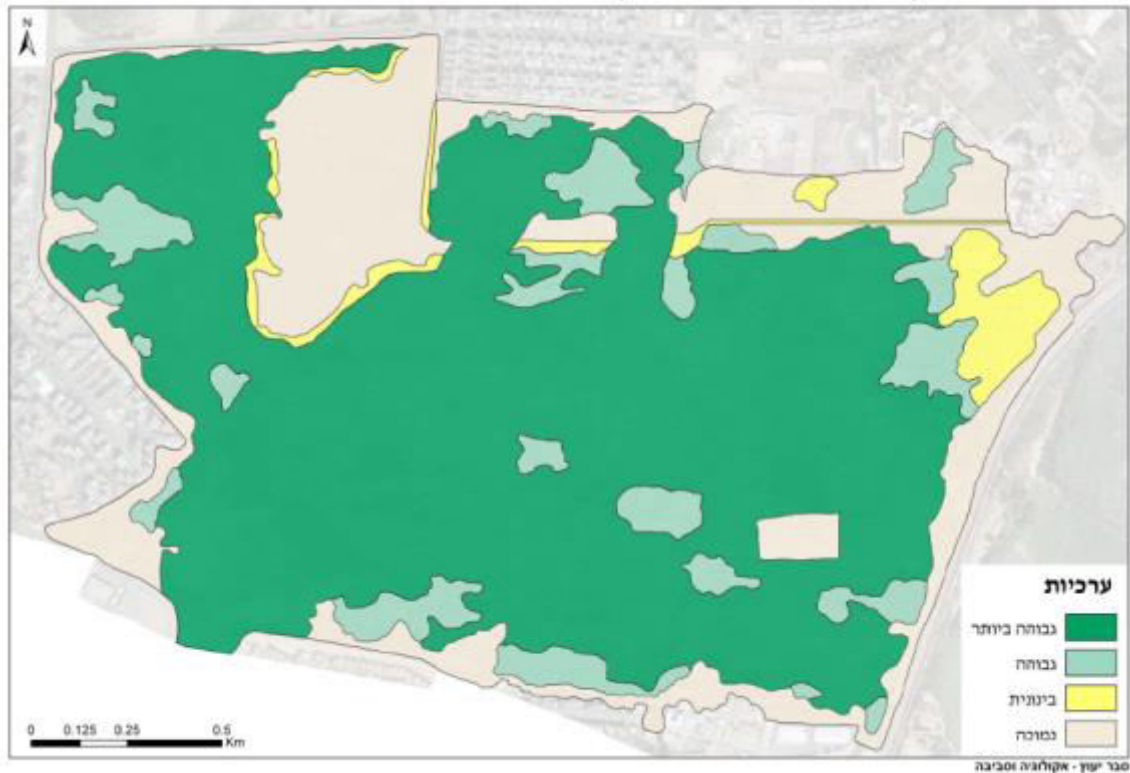 N
ערכיות
גבוהה ביותר
גבוהה
בינונית
נמוכה
0 0.125 0.25 0.5
Km
סבר יעוץ - אקולוגיה וסביבה